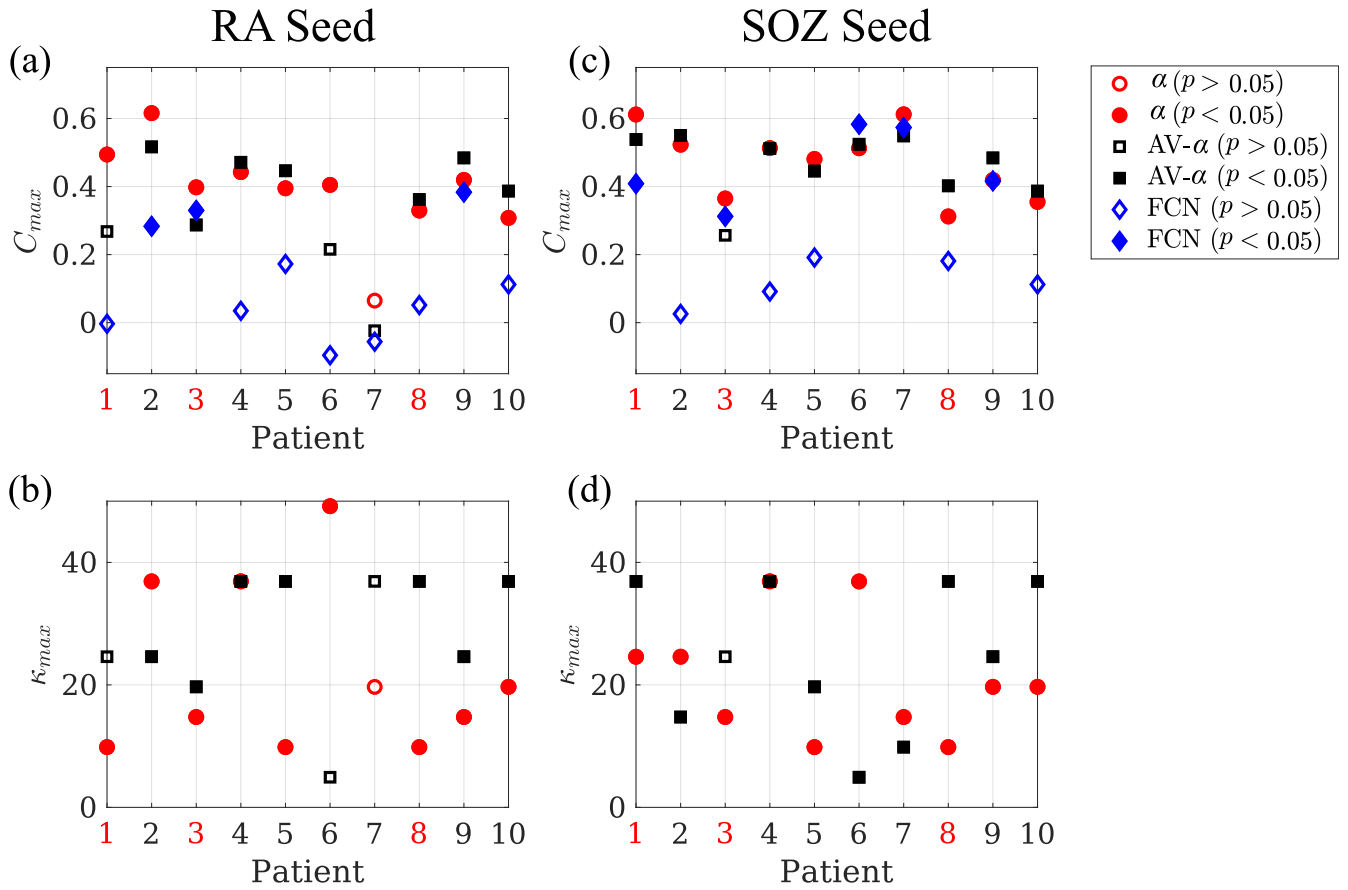 RA Seed
SOZ Seed
(a)
0.6
0.4
0.2
0
C_max
1 2 3 4 5 6 7 8 9 10
Patient
(c)
0.6
0.4
0.2
0
C_max
1 2 3 4 5 6 7 8 9 10
Patient
α (p > 0.05)
α (p < 0.05)
AV-α (p > 0.05)
AV-α (p < 0.05)
FCN (p > 0.05)
FCN (p < 0.05)
(b)
40
20
0
κ_max
1 2 3 4 5 6 7 8 9 10
Patient
(d)
40
20
0
κ_max
1 2 3 4 5 6 7 8 9 10
Patient